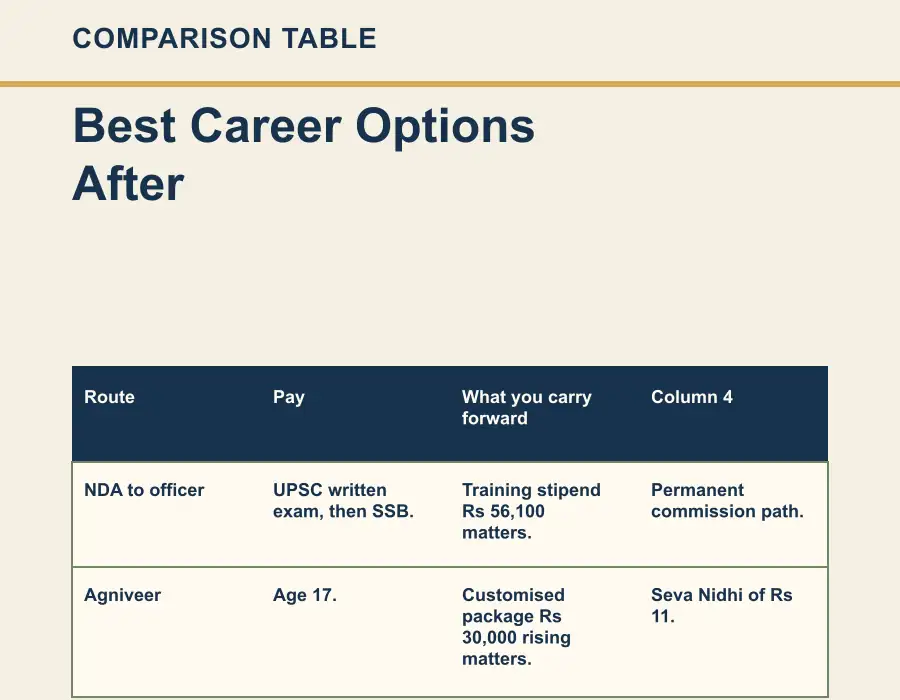 COMPARISON TABLE
Best Career Options
After
Route
Pay
What you carry
forward
Column 4
NDA to officer
UPSC written
exam, then SSB.
Training stipend
Rs 56,100
matters.
Permanent
commission path.
Agniveer
Age 17.
Customised
package Rs
30,000 rising
matters.
Seva Nidhi of Rs
11.